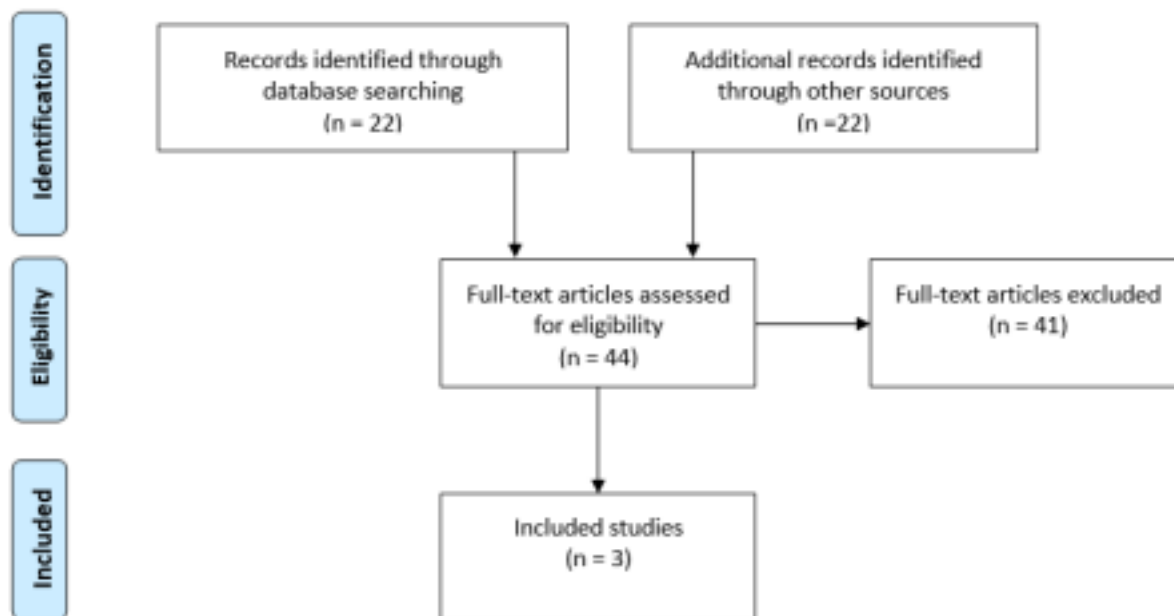 Identification
Records identified through
database searching
(n = 22)
Additional records identified
through other sources
(n =22)
Eligibility
Full-text articles assessed
for eligibility
(n = 44)
Full-text articles excluded
(n = 41)
Included
Included studies
(n = 3)